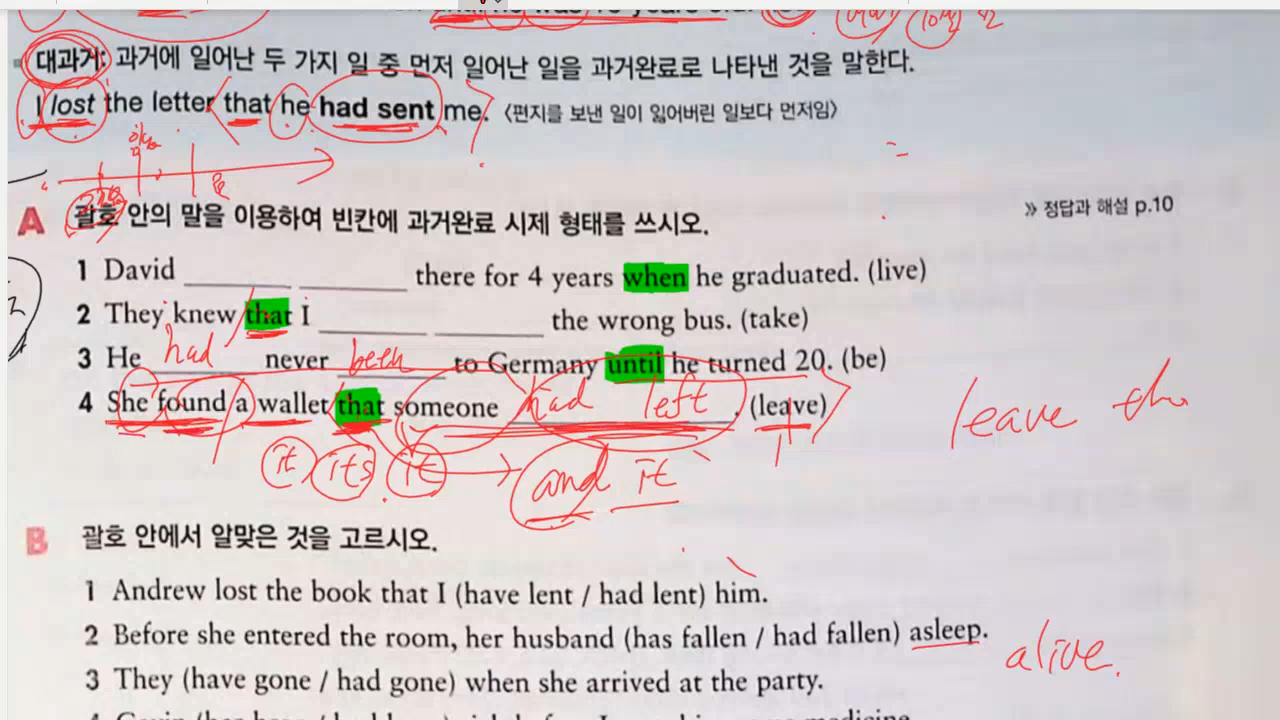 대과거: 과거에 일어난 두 가지 일 중 먼저 일어난 일을 과거완료로 나타낸 것을 말한다.
I lost the letter that he had sent me. <편지를 보낸 일이 잃어버린 일보다 먼저임>
A 괄호 안의 말을 이용하여 빈칸에 과거완료 시제 형태를 쓰시오.
» 정답과 해설 p.10
1 David ________ ________ there for 4 years when he graduated. (live)
2 They knew that I ________ ________ the wrong bus. (take)
3 He had never been to Germany until he turned 20. (be)
4 She found a wallet that someone had left. (leave)
leave the
it its it and it
B 괄호 안에서 알맞은 것을 고르시오.
1 Andrew lost the book that I (have lent / had lent) him.
2 Before she entered the room, her husband (has fallen / had fallen) asleep.
alive.
3 They (have gone / had gone) when she arrived at the party.